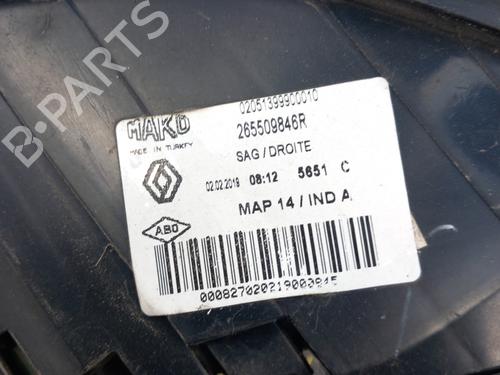 02051399900010
MAKO
265509846R
MADE IN TURKEY
SAG / DROITE
02.02.2019 08:12 5651 C
MAP 14 / IND A
ABO
000827020219000845
B-PARTS